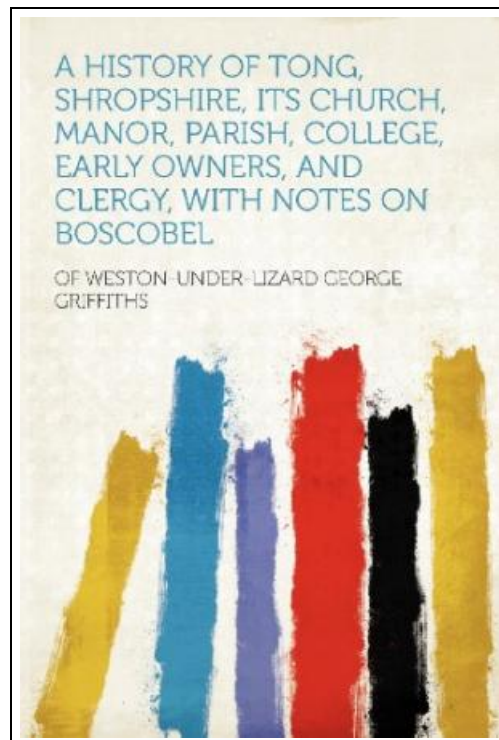 A HISTORY OF TONG,
SHROPSHIRE, ITS CHURCH,
MANOR, PARISH, COLLEGE,
EARLY OWNERS, AND
CLERGY, WITH NOTES ON
BOSCOBEL
OF WESTON-UNDER-LIZARD GEORGE
GRIFFITHS